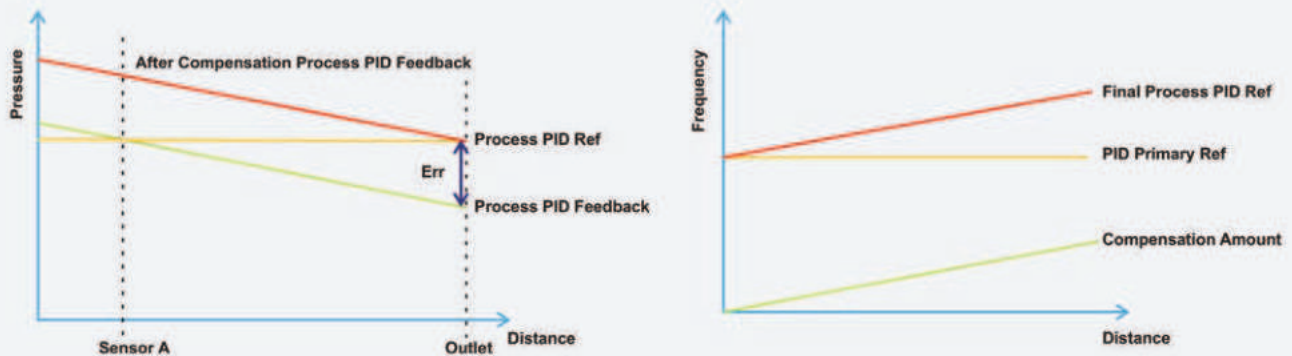 Pressure
After Compensation Process PID Feedback
Process PID Ref
Err
Process PID Feedback
Distance
Sensor A
Outlet
Frequency
Final Process PID Ref
PID Primary Ref
Compensation Amount
Distance